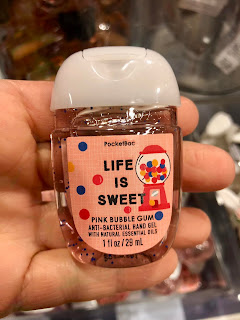 PocketBac
LIFE
IS
SWEET
PINK BUBBLE GUM
ANTI-BACTERIAL HAND GEL
WITH NATURAL ESSENTIAL OILS
1 fl oz / 29 mL